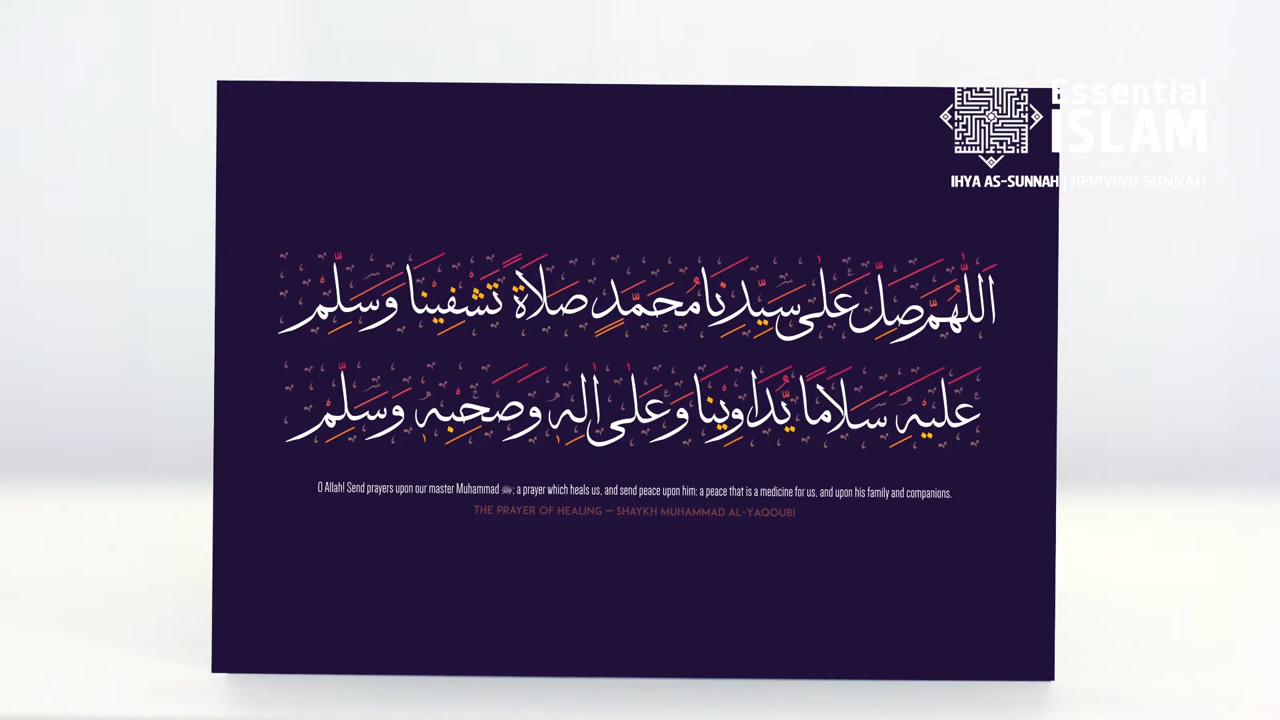 Essential
ISLAM
IHYA AS-SUNNAH | REVIVING SUNNAH
اللّٰهُمَّ صَلِّ عَلٰى سَيِّدِنَا مُحَمَّدٍ صَلَاةً تَشْفِينَا وَسَلِّمْ
عَلَيْهِ سَلَامًا يُدَاوِينَا وَعَلٰى اٰلِهٖ وَصَحْبِهٖ وَسَلِّمْ
O Allah! Send prayers upon our master Muhammad ﷺ; a prayer which heals us, and send peace upon him; a peace that is a medicine for us, and upon his family and companions.
THE PRAYER OF HEALING ~ SHAYKH MUHAMMAD AL-YAQOUBI